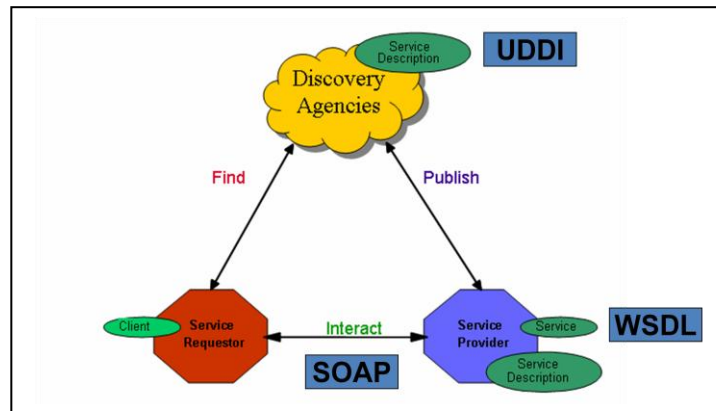 Service
Description
UDDI
Discovery
Agencies
Find
Publish
Client
Service
Requestor
Interact
SOAP
Service
Provider
Service
WSDL
Service
Description